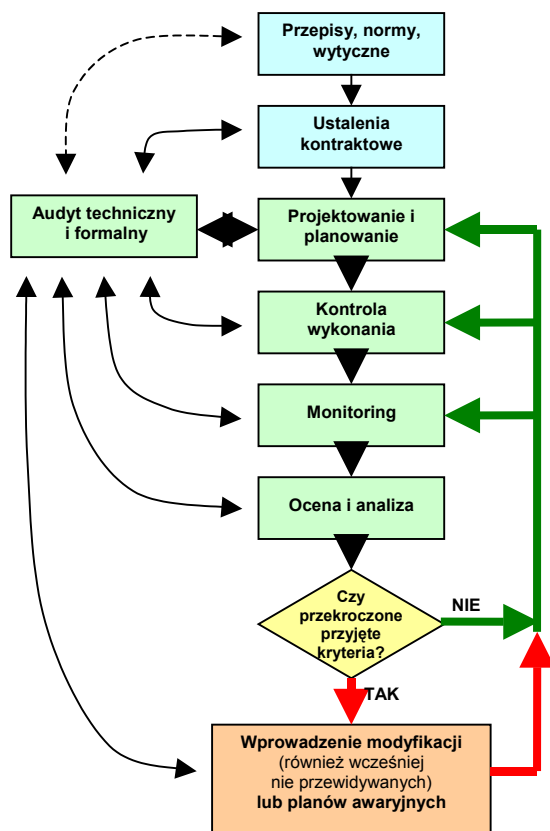 Przepisy, normy,
wytyczne
Ustalenia
kontraktowe
Audyt techniczny
i formalny
Projektowanie i
planowanie
Kontrola
wykonania
Monitoring
Ocena i analiza
Czy
przekroczone
przyjęte
kryteria?
NIE
TAK
Wprowadzenie modyfikacji
(również wcześniej
nie przewidywanych)
lub planów awaryjnych